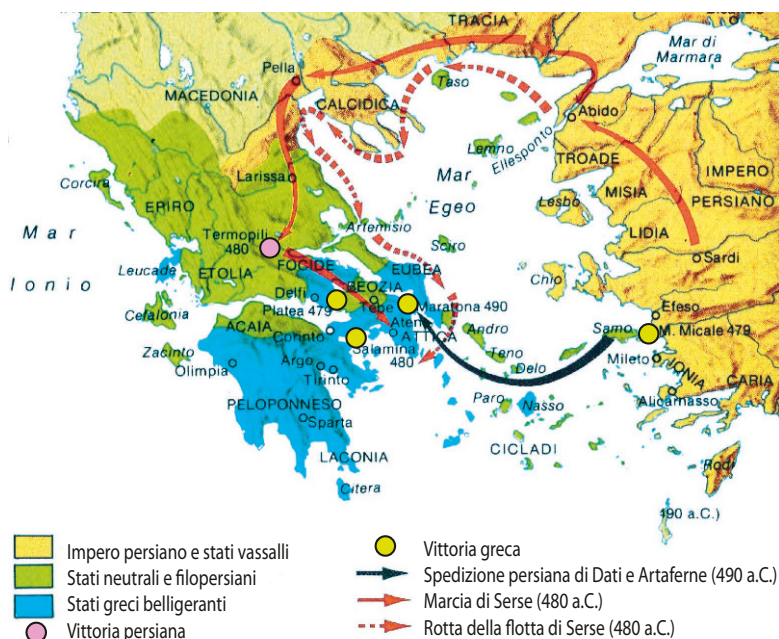 TRACIA
Mar di
Marmara
Pella
MACEDONIA
CALCIDICA
Taso
Abido
Ellesponto
Lemno
TROADE
Corcira
Larissa
Mar
Egeo
MISIA
IMPERO
PERSIANO
EPIRO
Lesbo
Mar
Ionio
Termopili
480
Artemisio
LIDIA
Sciro
Sardi
FOCIDE
EUBEA
Leucade
ETOLIA
Delfi
BEOZIA
Chio
Platea 479
Tebe
Maratona 490
Efeso
Cefalonia
ACAIA
Atene
ATTICA
Andro
Samo
M. Micale 479
Corinto
Zacinto
Salamina
480
Teno
Mileto
IONIA
Olimpia
Argo
Delo
CARIA
Tirinto
Alicarnasso
Paro
Nasso
PELOPONNESO
Sparta
CICLADI
LACONIA
Rodi
Citera
490 a.C.)
Impero persiano e stati vassalli
Stati neutrali e filopersiani
Stati greci belligeranti
Vittoria persiana
Vittoria greca
Spedizione persiana di Dati e Artaferne (490 a.C.)
Marcia di Serse (480 a.C.)
Rotta della flotta di Serse (480 a.C.)